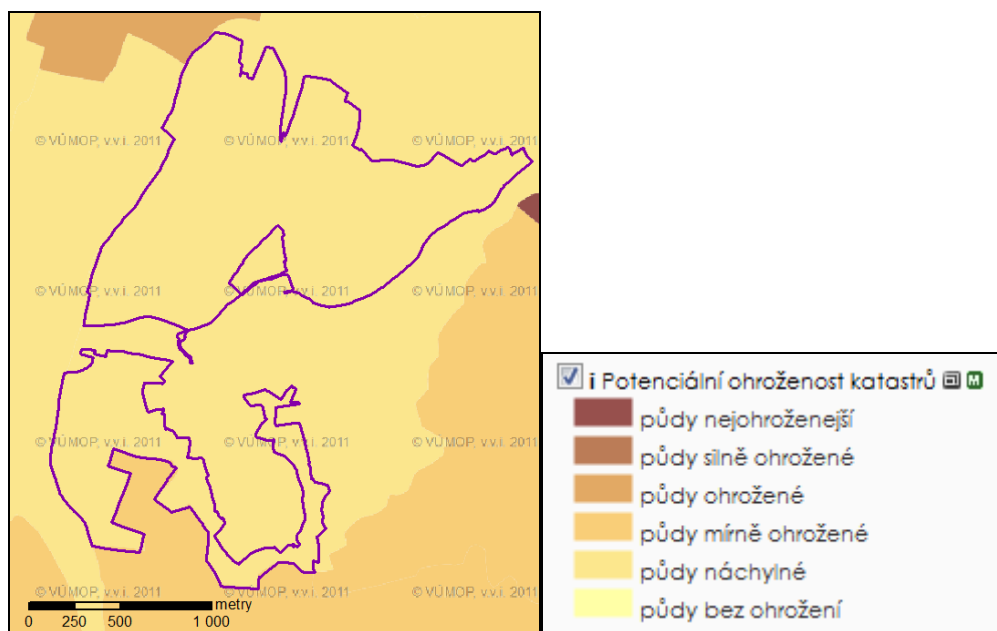 © VÚMOP, v.v.i. 2011 © VÚMOP, v.v.i. 2011 © VÚMOP, v.v.i. 2011
© VÚMOP, v.v.i. 2011 © VÚMOP, v.v.i. 2011 © VÚMOP, v.v.i. 2011
© VÚMOP, v.v.i. 2011 © VÚMOP, v.v.i. 2011 © VÚMOP, v.v.i. 2011
© VÚMOP, v.v.i. 2011 © VÚMOP, v.v.i. 2011 © VÚMOP, v.v.i. 2011
metry
0 250 500 1 000
i Potenciální ohroženost katastrů M
půdy nejohroženejší
půdy silně ohrožené
půdy ohrožené
půdy mírně ohrožené
půdy náchylné
půdy bez ohrožení